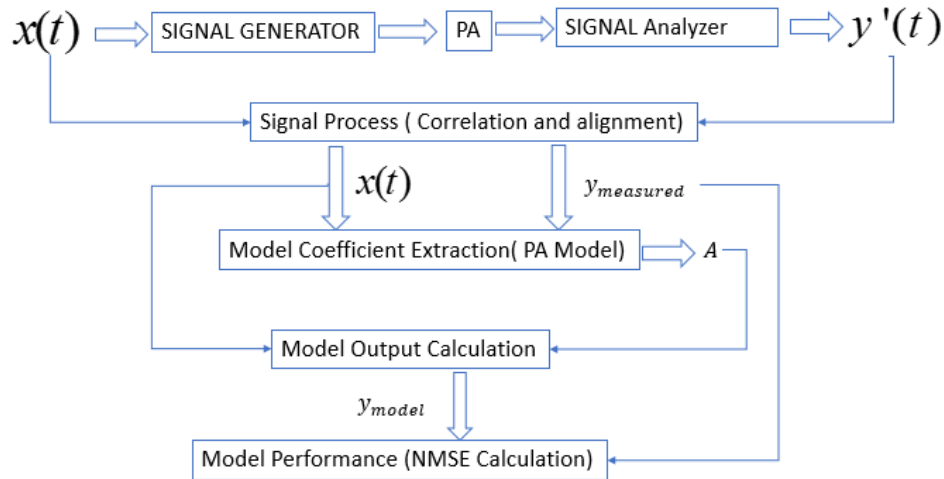 x(t) SIGNAL GENERATOR PA SIGNAL Analyzer y'(t)
Signal Process ( Correlation and alignment)
x(t) y_measured
Model Coefficient Extraction( PA Model) A
Model Output Calculation
y_model
Model Performance (NMSE Calculation)